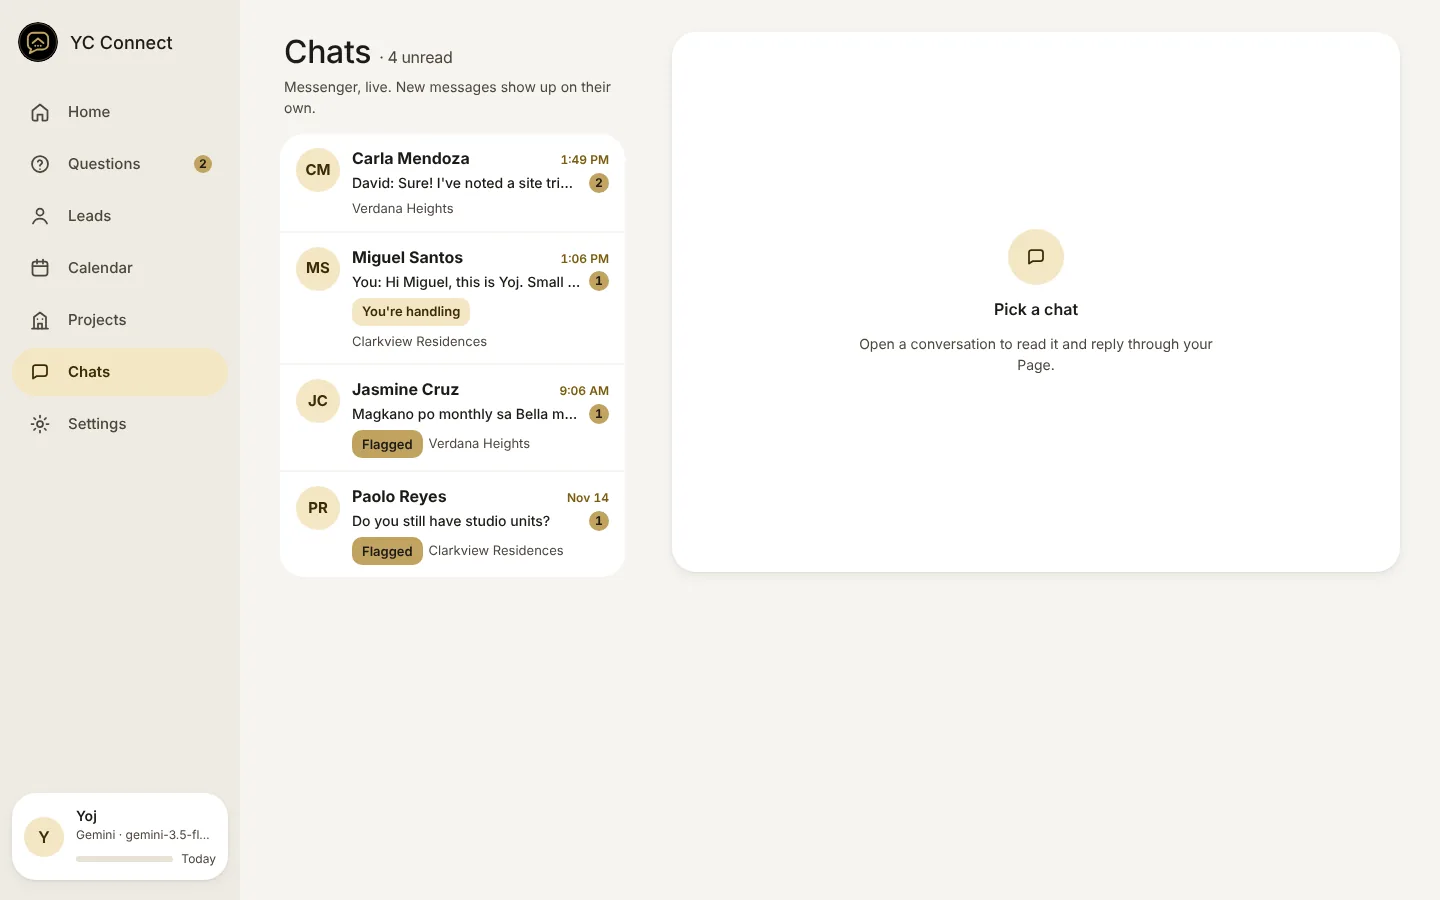 YC Connect
Home
Questions 2
Leads
Calendar
Projects
Chats
Settings
Yoj
Y
Gemini · gemini-3.5-fl...
Today
Chats · 4 unread
Messenger, live. New messages show up on their
own.
CM
Carla Mendoza 1:49 PM
David: Sure! I've noted a site tri... 2
Verdana Heights
MS
Miguel Santos 1:06 PM
You: Hi Miguel, this is Yoj. Small ... 1
You're handling
Clarkview Residences
JC
Jasmine Cruz 9:06 AM
Magkano po monthly sa Bella m... 1
Flagged Verdana Heights
PR
Paolo Reyes Nov 14
Do you still have studio units? 1
Flagged Clarkview Residences
Pick a chat
Open a conversation to read it and reply through your
Page.